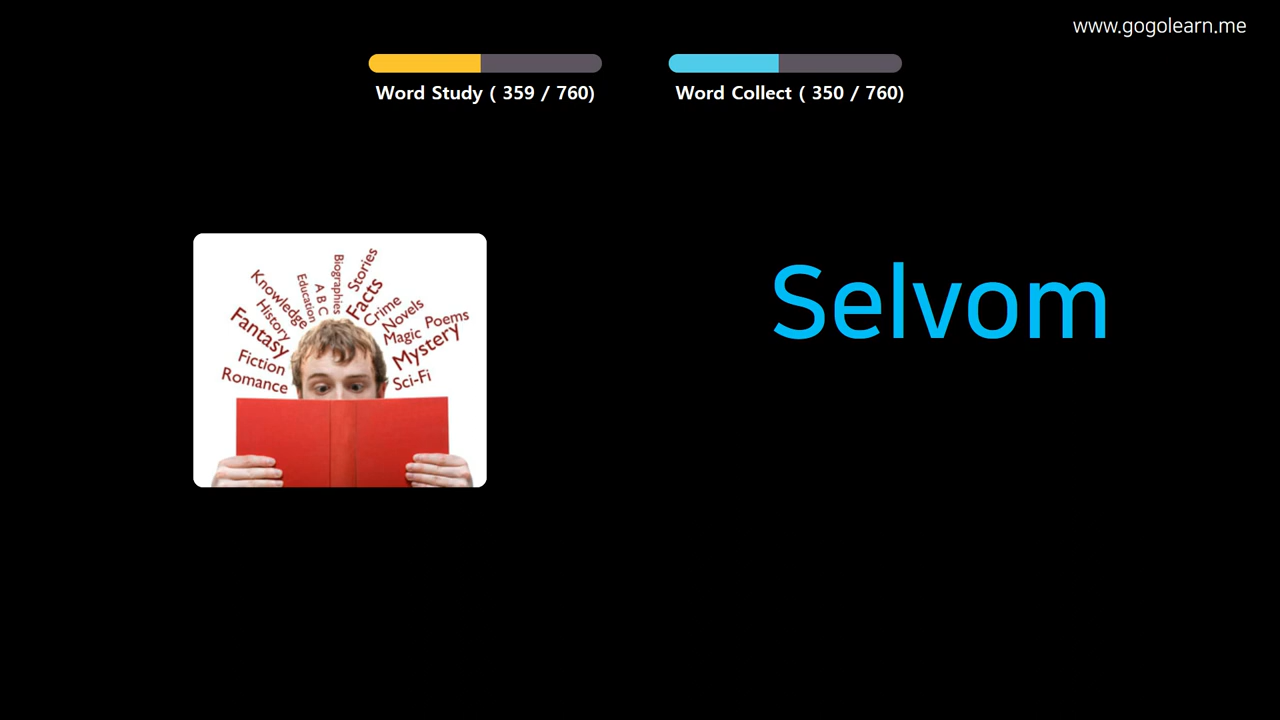 www.gogolearn.me
Word Study ( 359 / 760)
Word Collect ( 350 / 760)
Selvom
Stories
Biographies
Facts
A B C
Education
Knowledge
Crime
History
Novels
Poems
Fantasy
Magic
Mystery
Fiction
Romance
Sci-Fi